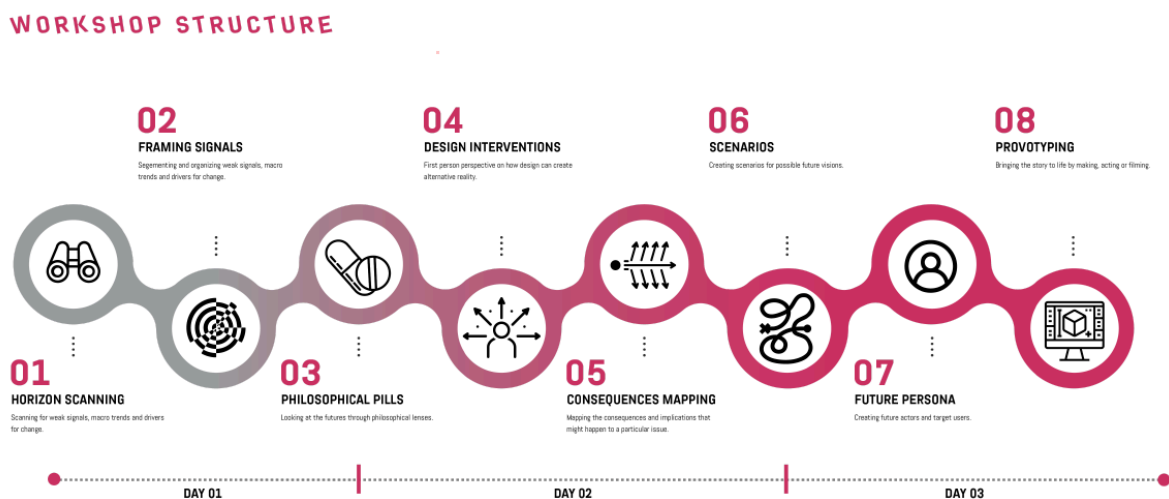 WORKSHOP STRUCTURE
02
FRAMING SIGNALS
Segementing and organizing weak signals, macro
trends and drivers for change.
04
DESIGN INTERVENTIONS
First person perspective on how design can create
alternative reality.
06
SCENARIOS
Creating scenarios for possible future visions.
08
PROVOTYPING
Bringing the story to life by making, acting or filming.
01
HORIZON SCANNING
Scanning for weak signals, macro trends and drivers
for change.
03
PHILOSOPHICAL PILLS
Looking at the futures through philosophical lenses.
05
CONSEQUENCES MAPPING
Mapping the consequences and implications that
might happen to a particular issue.
07
FUTURE PERSONA
Creating future actors and target users.
DAY 01
DAY 02
DAY 03